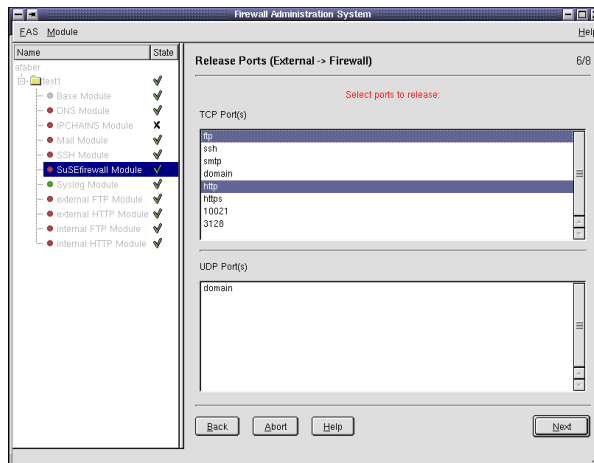 Firewall Administration System
FAS Module Help
Name State
afaber
test1
Base Module
DNS Module
IPCHAINS Module
Mail Module
SSH Module
SuSEfirewall Module
Syslog Module
external FTP Module
external HTTP Module
internal FTP Module
internal HTTP Module
Release Ports (External -> Firewall) 6/8
Select ports to release:
TCP Port(s)
ftp
ssh
smtp
domain
http
https
10021
3128
UDP Port(s)
domain
Back Abort Help Next